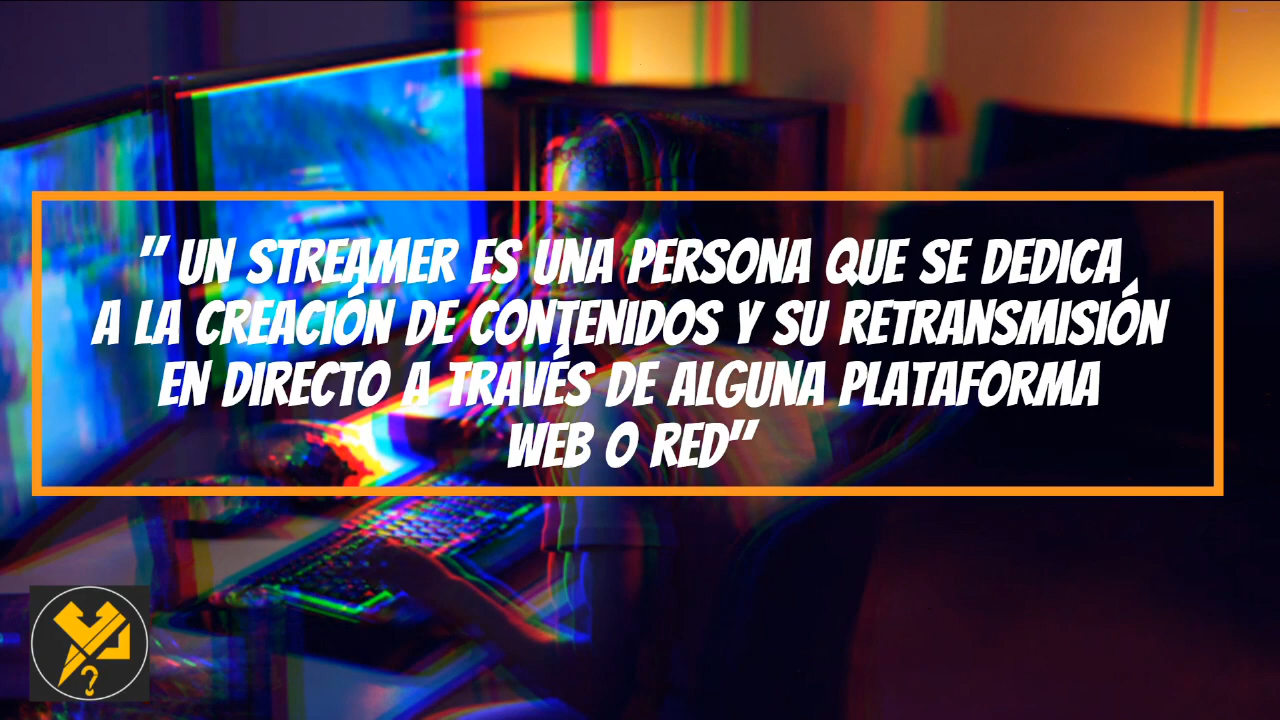 " UN STREAMER ES UNA PERSONA QUE SE DEDICA
A LA CREACIÓN DE CONTENIDOS Y SU RETRANSMISIÓN
EN DIRECTO A TRAVÉS DE ALGUNA PLATAFORMA
WEB O RED"
?